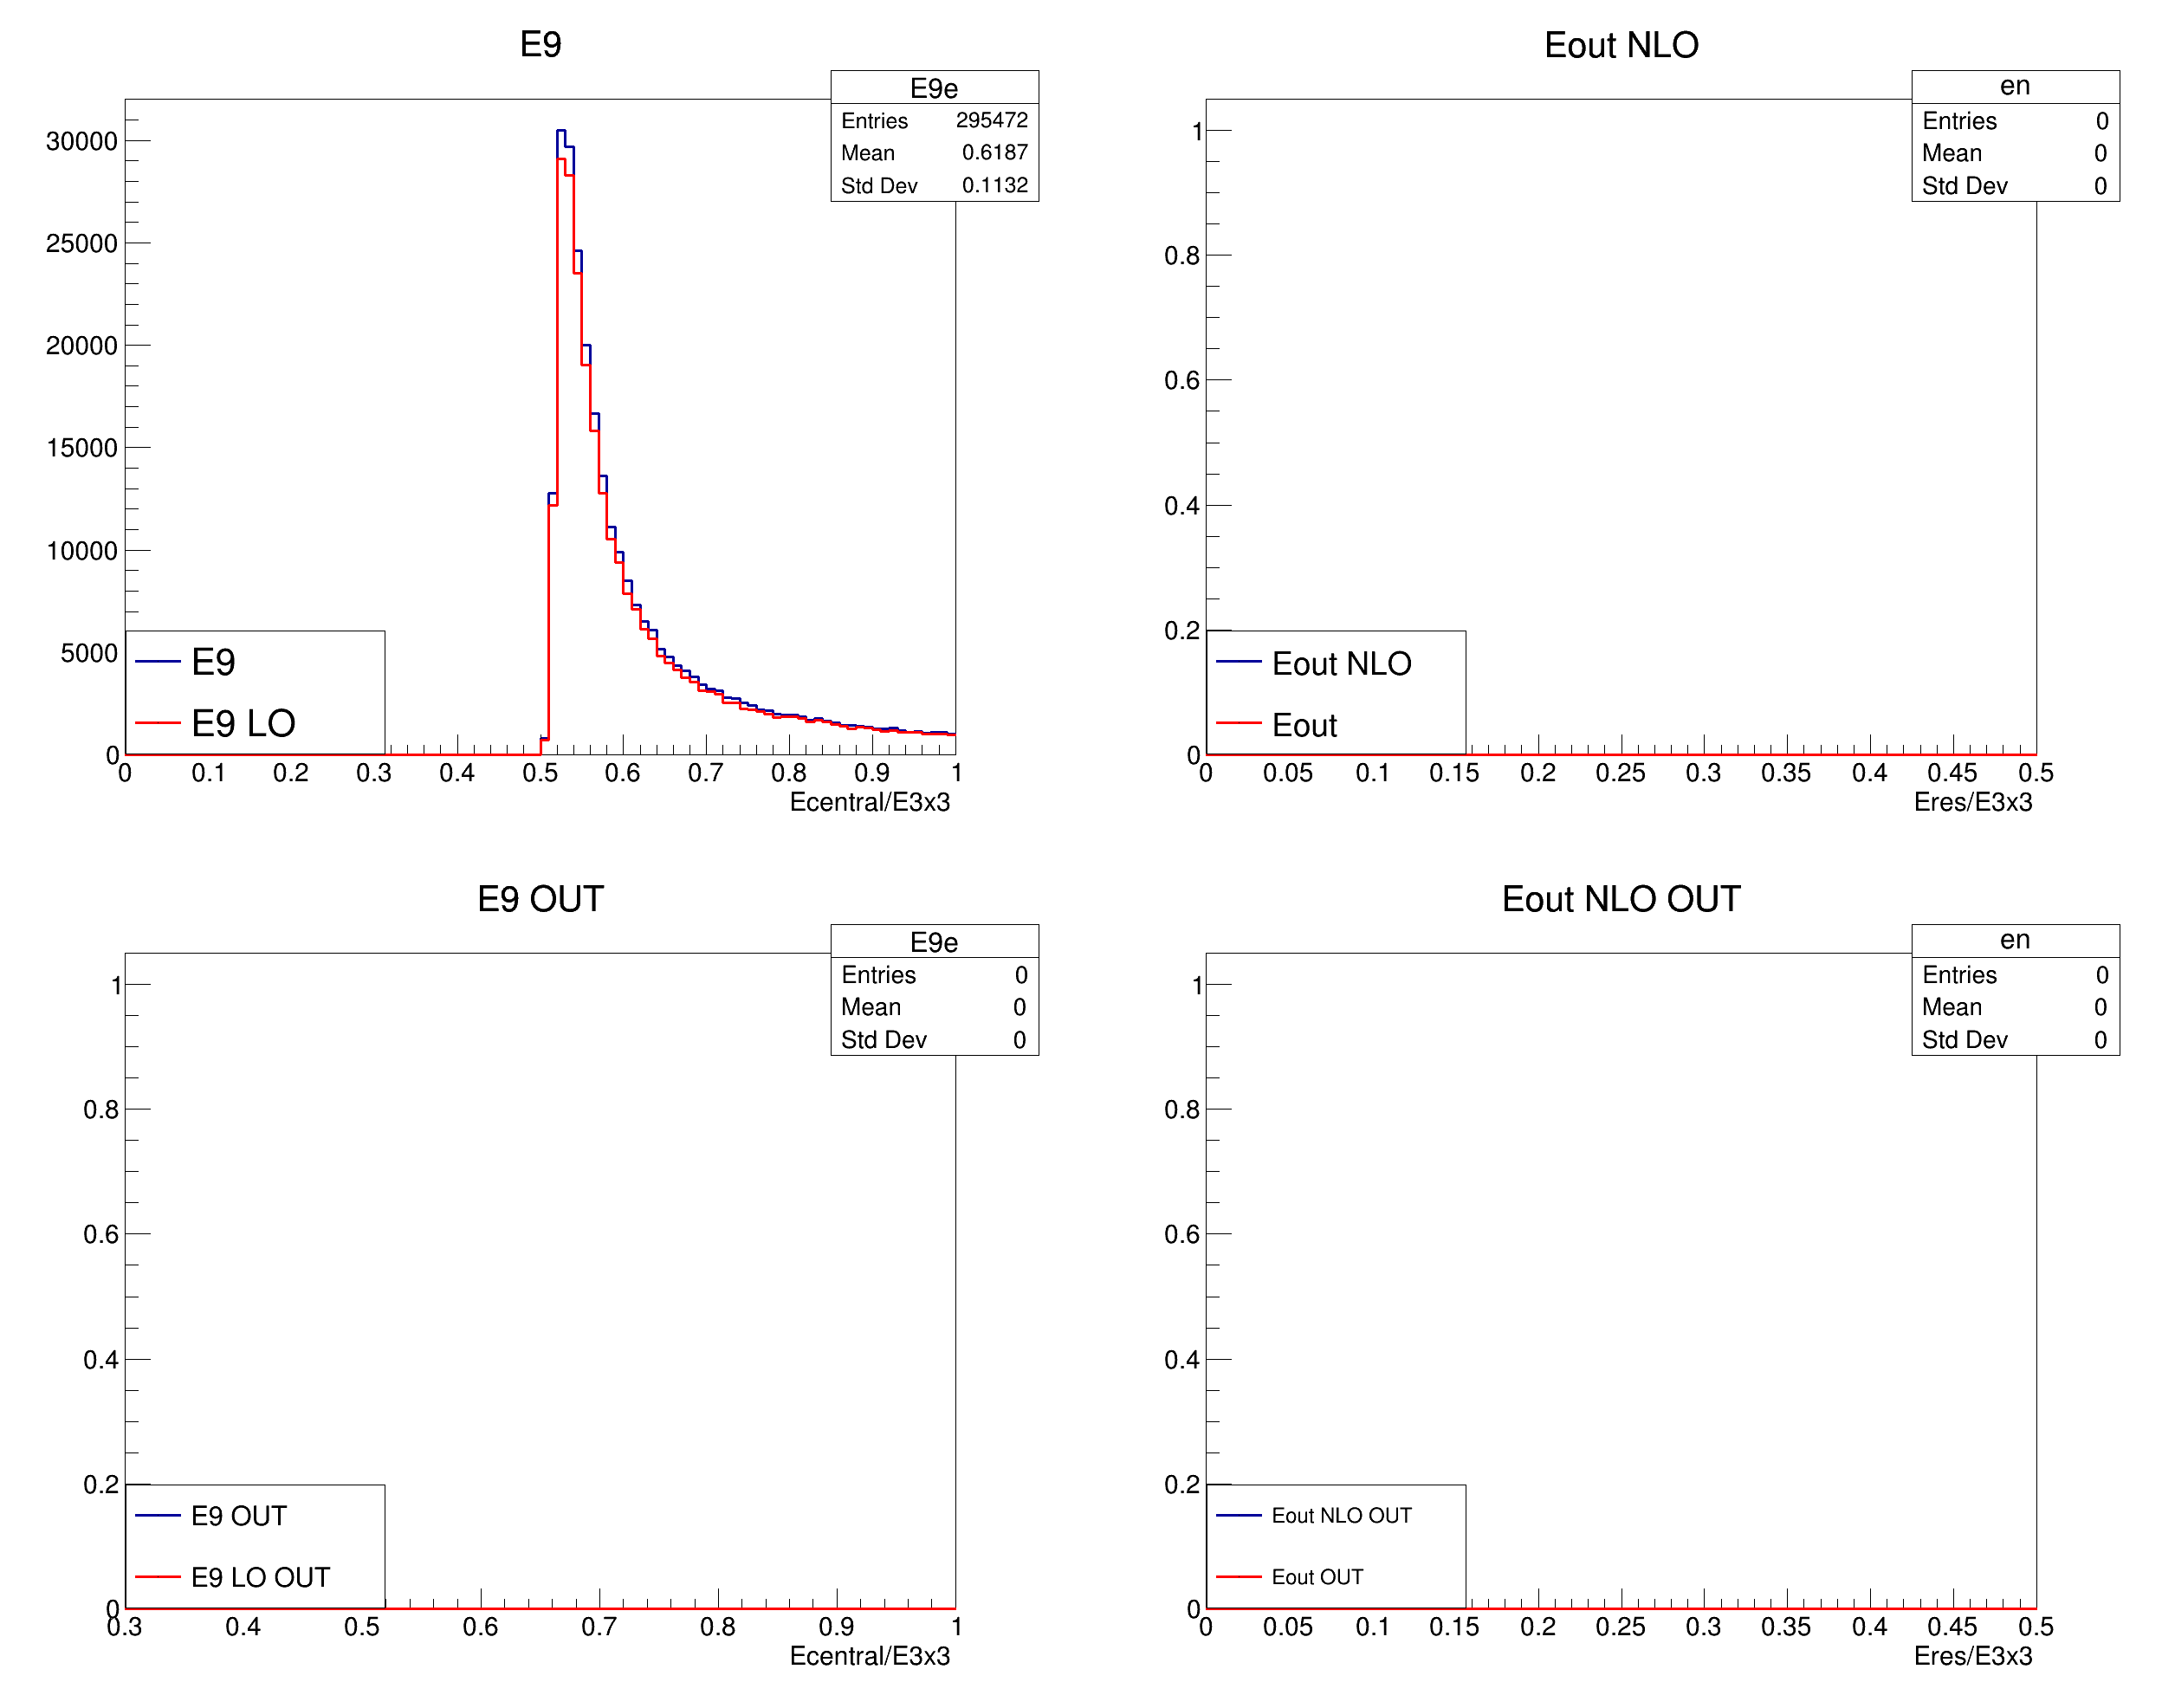 E9
E9e
Entries 295472
Mean 0.6187
Std Dev 0.1132
30000
25000
20000
15000
10000
5000
0
E9
E9 LO
0 0.1 0.2 0.3 0.4 0.5 0.6 0.7 0.8 0.9 1
Ecentral/E3x3
Eout NLO
en
Entries 0
Mean 0
Std Dev 0
1
0.8
0.6
0.4
0.2
0
Eout NLO
Eout
0 0.05 0.1 0.15 0.2 0.25 0.3 0.35 0.4 0.45 0.5
Eres/E3x3
E9 OUT
E9e
Entries 0
Mean 0
Std Dev 0
1
0.8
0.6
0.4
0.2
0
E9 OUT
E9 LO OUT
0.3 0.4 0.5 0.6 0.7 0.8 0.9 1
Ecentral/E3x3
Eout NLO OUT
en
Entries 0
Mean 0
Std Dev 0
1
0.8
0.6
0.4
0.2
0
Eout NLO OUT
Eout OUT
0 0.05 0.1 0.15 0.2 0.25 0.3 0.35 0.4 0.45 0.5
Eres/E3x3